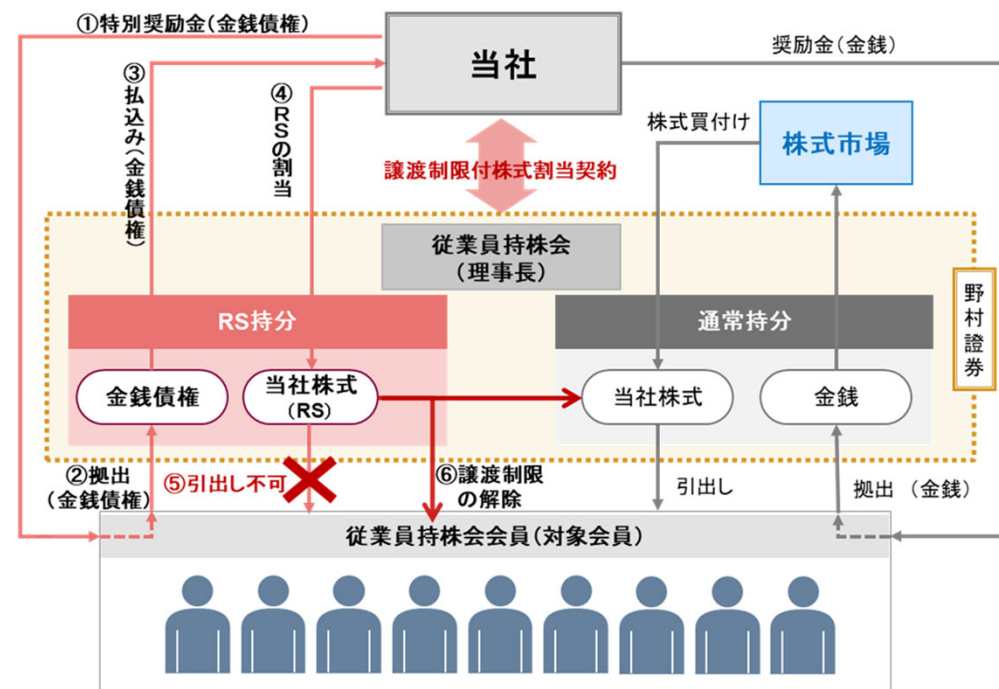 ①特別奨励金(金銭債権)
当社
奨励金(金銭)
③払込み(金銭債権)
④RSの割当
株式買付け
株式市場
譲渡制限付株式割当契約
従業員持株会
(理事長)
野村證券
RS持分
通常持分
金銭債権
当社株式
(RS)
当社株式
金銭
②拠出
(金銭債権)
⑤引出し不可
⑥譲渡制限
の解除
引出し
拠出 (金銭)
従業員持株会会員(対象会員)